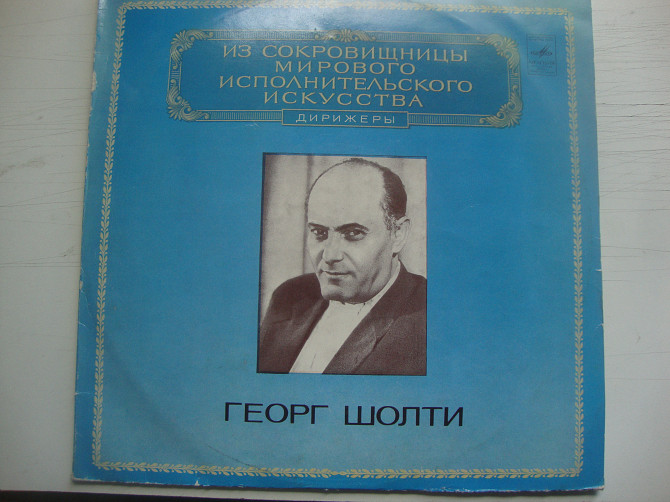 ИЗ СОКРОВИЩНИЦЫ
МИРОВОГО
ИСПОЛНИТЕЛЬСКОГО
ИСКУССТВА
ДИРИЖЕРЫ
ГЕОРГ ШОЛТИ